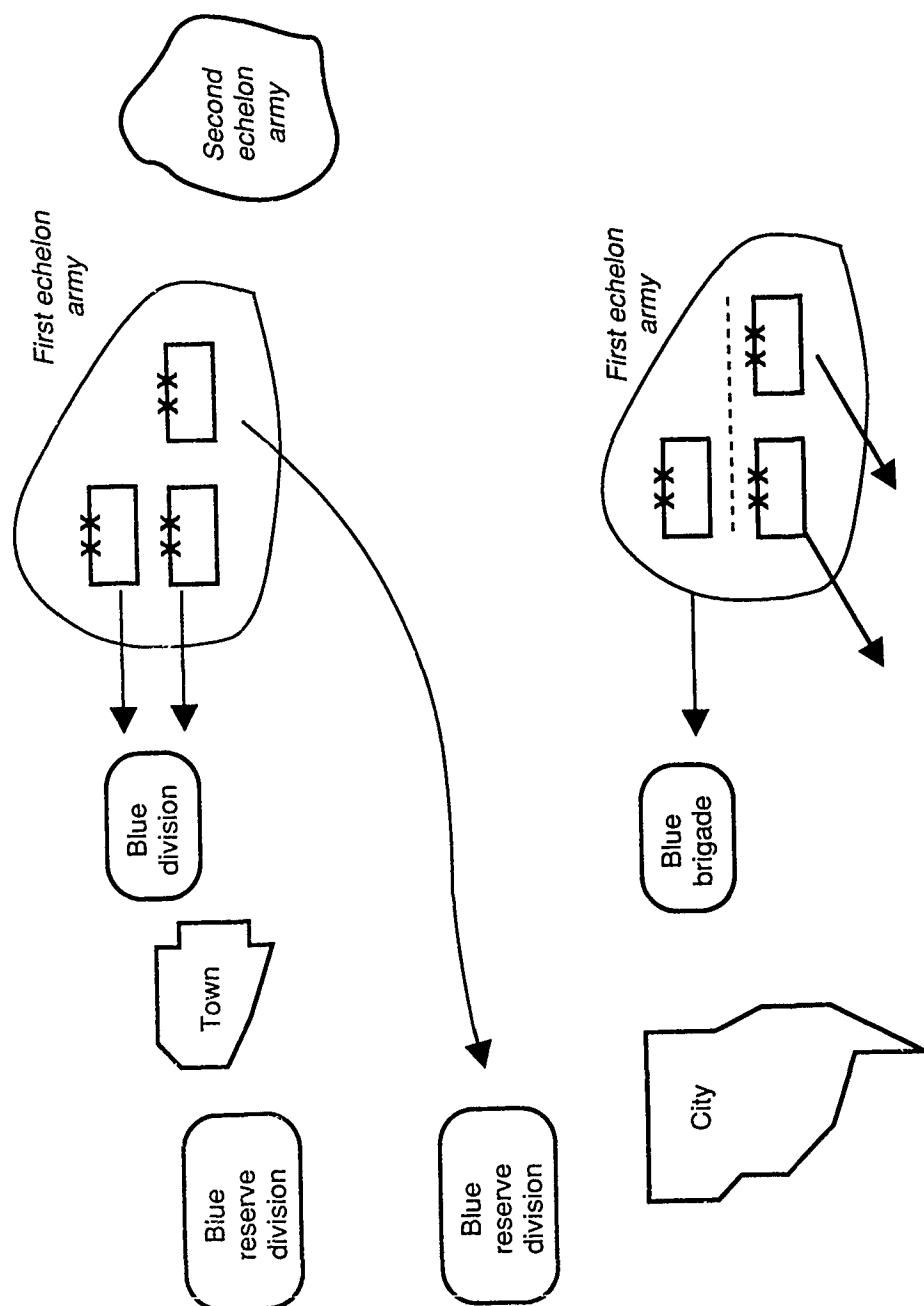 First echelon
army
Blue
division
Town
Blue
reserve
division
Second
echelon
army
Blue
reserve
division
First echelon
army
Blue
brigade
City